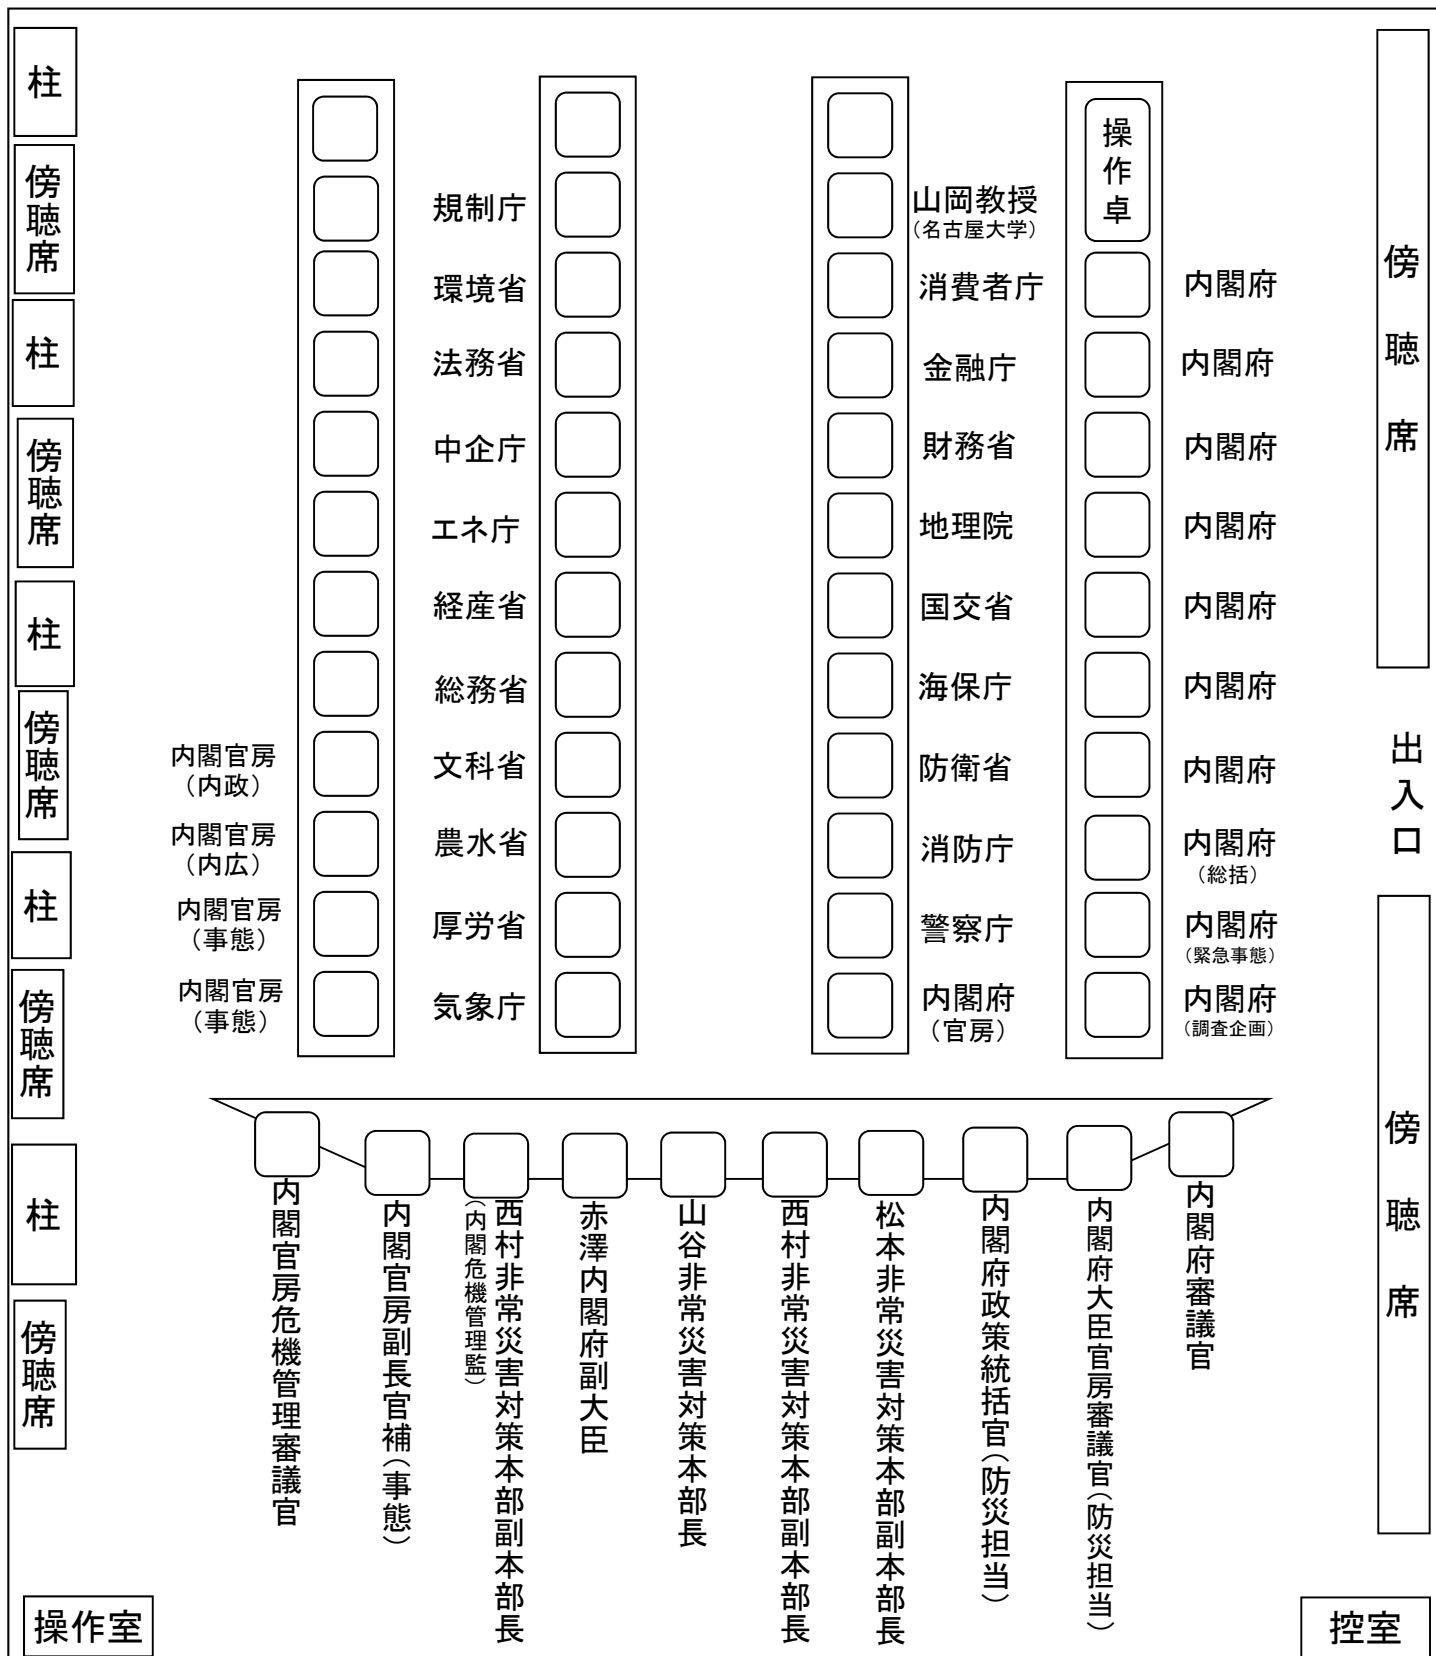 柱
傍聴席
柱
傍聴席
柱
傍聴席
柱
傍聴席
柱
傍聴席
内閣官房
（内政）
内閣官房
（内広）
内閣官房
（事態）
内閣官房
（事態）
規制庁
環境省
法務省
中企庁
エネ庁
経産省
総務省
文科省
農水省
厚労省
気象庁
山岡教授
（名古屋大学）
消費者庁
金融庁
財務省
地理院
国交省
海保庁
防衛省
消防庁
警察庁
内閣府
（官房）
操作卓
内閣府
内閣府
内閣府
内閣府
内閣府
内閣府
内閣府
内閣府
（総括）
内閣府
（緊急事態）
内閣府
（調査企画）
傍聴席
出入口
傍聴席
内閣官房危機管理審議官
内閣官房副長官補（事態）
西村非常災害対策本部副本部長
（内閣危機管理監）
赤澤内閣府副大臣
山谷非常災害対策本部長
西村非常災害対策本部副本部長
松本非常災害対策本部副本部長
内閣府政策統括官（防災担当）
内閣府大臣官房審議官（防災担当）
内閣府審議官
操作室
控室